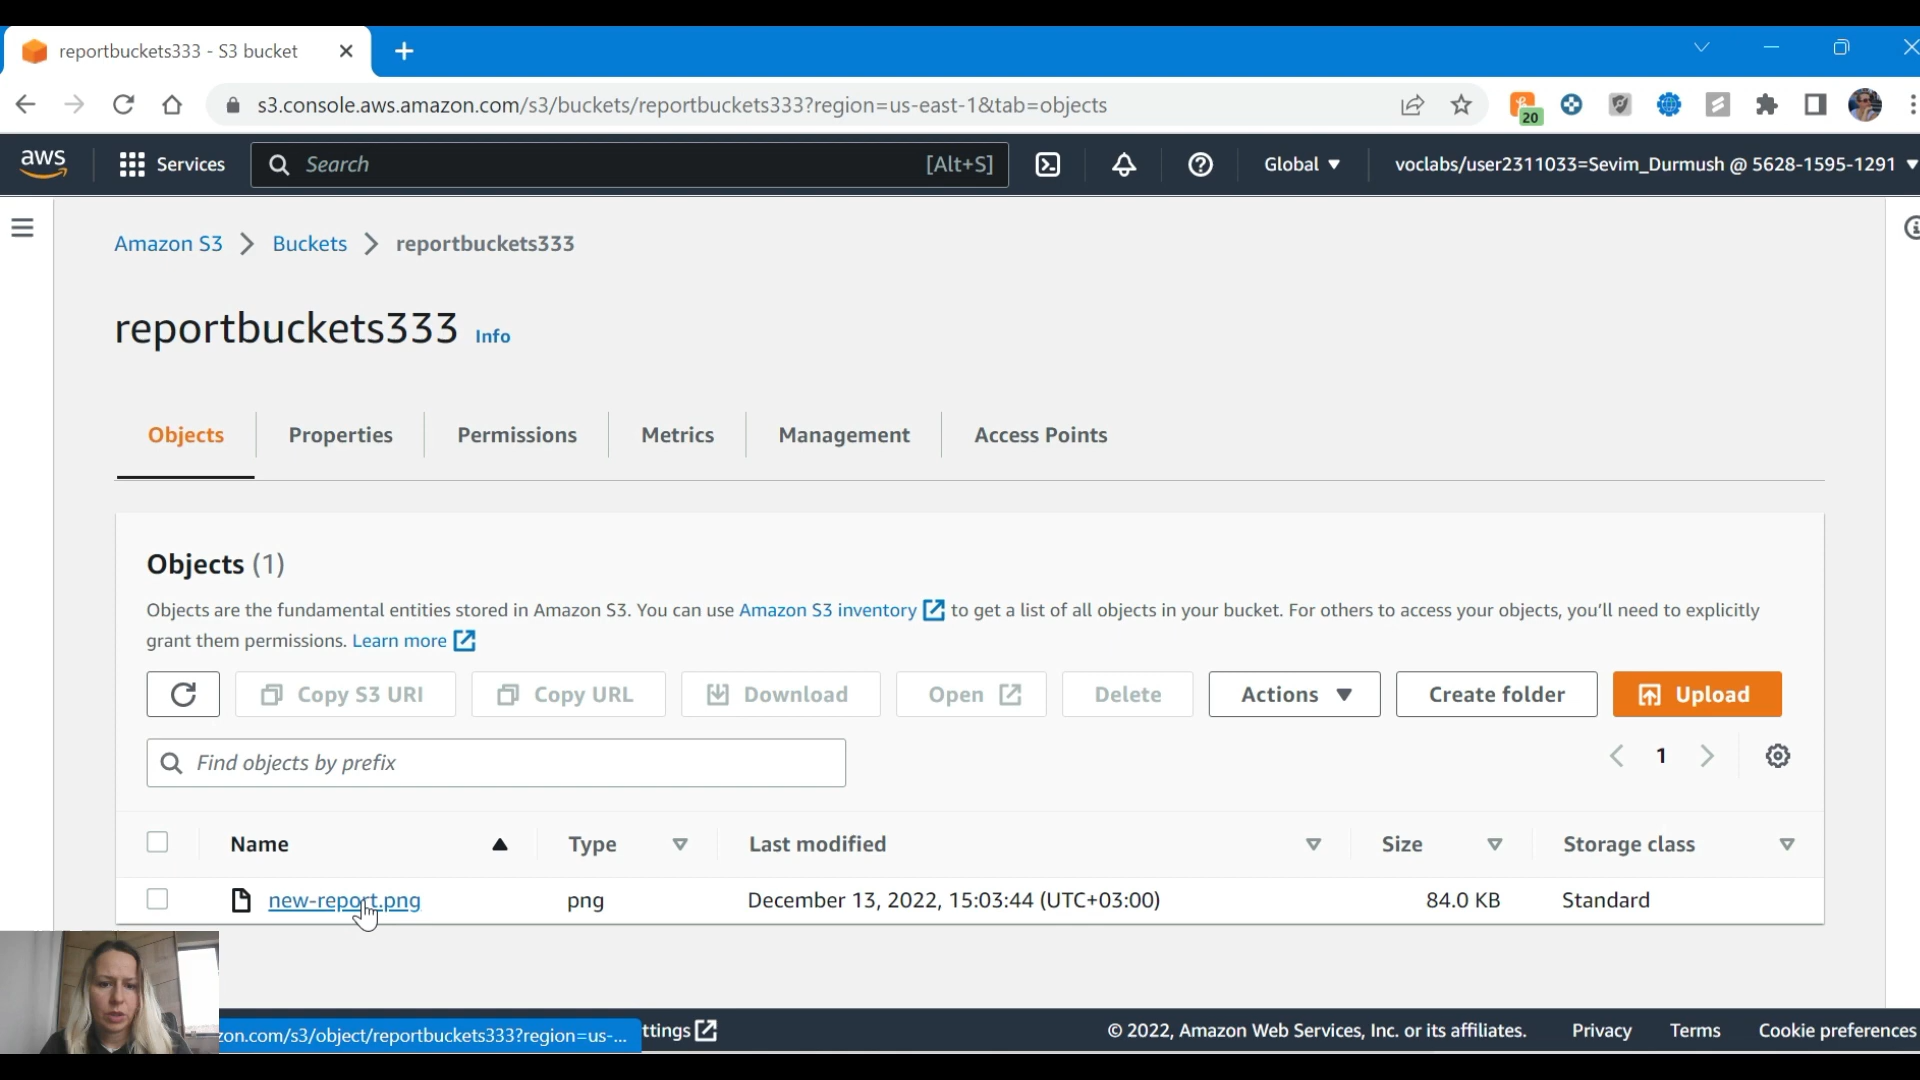 reportbuckets333 - S3 bucket
s3.console.aws.amazon.com/s3/buckets/reportbuckets333?region=us-east-1&tab=objects
20
aws
Services
Search
[Alt+S]
Global
voclabs/user2311033=Sevim_Durmush @ 5628-1595-1291
Amazon S3 Buckets reportbuckets333
reportbuckets333 Info
Objects Properties Permissions Metrics Management Access Points
Objects (1)
Objects are the fundamental entities stored in Amazon S3. You can use Amazon S3 inventory to get a list of all objects in your bucket. For others to access your objects, you'll need to explicitly
grant them permissions. Learn more
Copy S3 URI Copy URL Download Open Delete Actions Create folder Upload
Find objects by prefix
1
Name Type Last modified Size Storage class
new-report.png png December 13, 2022, 15:03:44 (UTC+03:00) 84.0 KB Standard
zon.com/s3/object/reportbuckets333?region=us-... ttings © 2022, Amazon Web Services, Inc. or its affiliates. Privacy Terms Cookie preferences